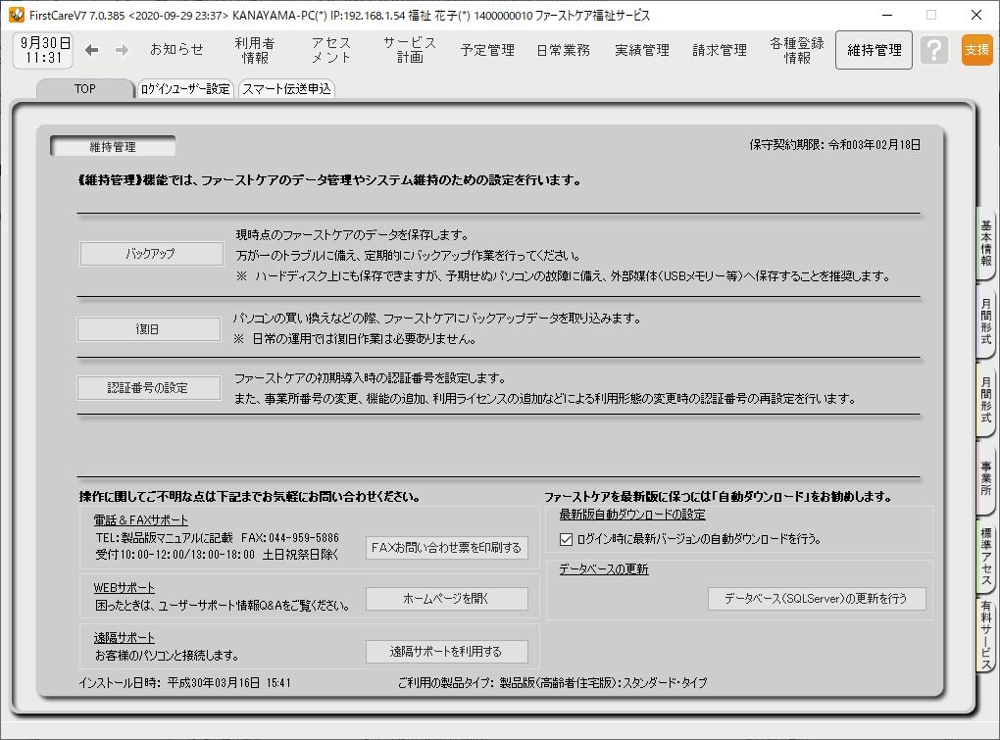 FirstCareV7 7.0.385 <2020-09-29 23:37> KANAYAMA-PC(*) IP:192.168.1.54 福祉 花子(*) 1400000010 ファーストケア福祉サービス
9月30日
11:31
お知らせ
利用者
情報
アセス
メント
サービス
計画
予定管理
日常業務
実績管理
請求管理
各種登録
情報
維持管理
?
支援
TOP
ログインユーザー設定
スマート伝送申込
維持管理
保守契約期限: 令和03年02月18日
《維持管理》機能では、ファーストケアのデータ管理やシステム維持のための設定を行います。
バックアップ
現時点のファーストケアのデータを保存します。
万が一のトラブルに備え、定期的にバックアップ作業を行ってください。
※ ハードディスク上にも保存できますが、予期せぬパソコンの故障に備え、外部媒体(USBメモリー等)へ保存することを推奨します。
復旧
パソコンの買い換えなどの際、ファーストケアにバックアップデータを取り込みます。
※ 日常の運用では復旧作業は必要ありません。
認証番号の設定
ファーストケアの初期導入時の認証番号を設定します。
また、事業所番号の変更、機能の追加、利用ライセンスの追加などによる利用形態の変更時の認証番号の再設定を行います。
操作に関してご不明な点は下記までお気軽にお問い合わせください。
電話&FAXサポート
TEL:製品版マニュアルに記載 FAX:044-959-5886
受付10:00-12:00/13:00-18:00 土日祝祭日除く
FAXお問い合わせ票を印刷する
WEBサポート
困ったときは、ユーザーサポート情報Q&Aをご覧ください。
ホームページを開く
遠隔サポート
お客様のパソコンと接続します。
遠隔サポートを利用する
ファーストケアを最新版に保つには「自動ダウンロード」をお勧めします。
最新版自動ダウンロードの設定
ログイン時に最新バージョンの自動ダウンロードを行う。
データベースの更新
データベース(SQLServer)の更新を行う
インストール日時: 平成30年03月16日 15:41
ご利用の製品タイプ: 製品版(高齢者住宅版):スタンダード・タイプ
基本情報
月間形式
月間形式
事業所
標準アセス
有料サービス